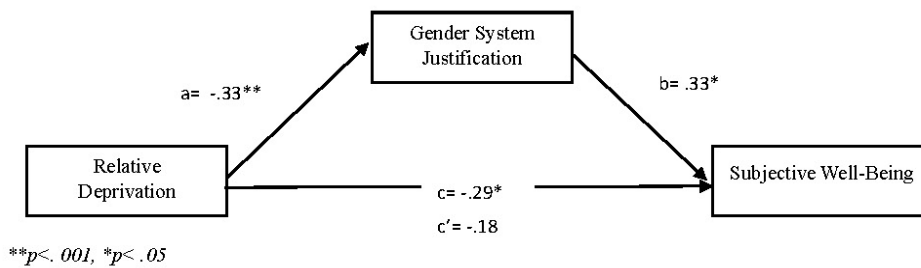 Gender System
Justification
a= -.33**
b= .33*
Relative
Deprivation
Subjective Well-Being
c= -.29*
c’= -.18
**p<. 001, *p< .05